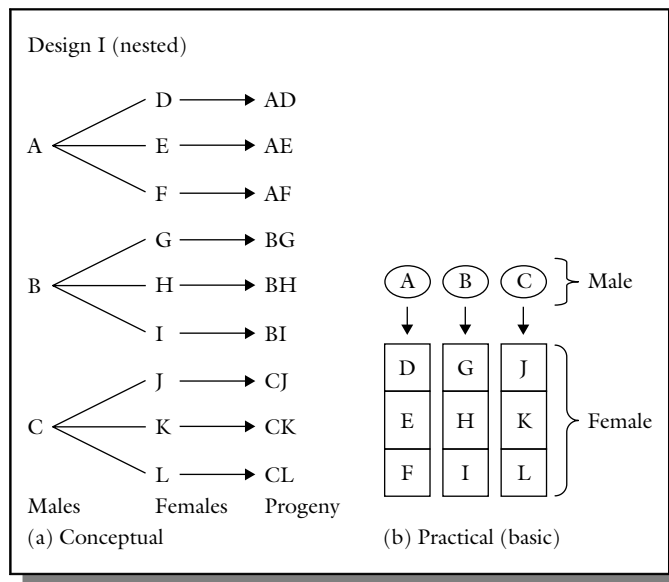 Design I (nested)
D AD
A E AE
F AF
G BG
B H BH
I BI
J CJ
C K CK
L CL
Males Females Progeny
(a) Conceptual
A B C Male
D G J
E H K Female
F I L
(b) Practical (basic)